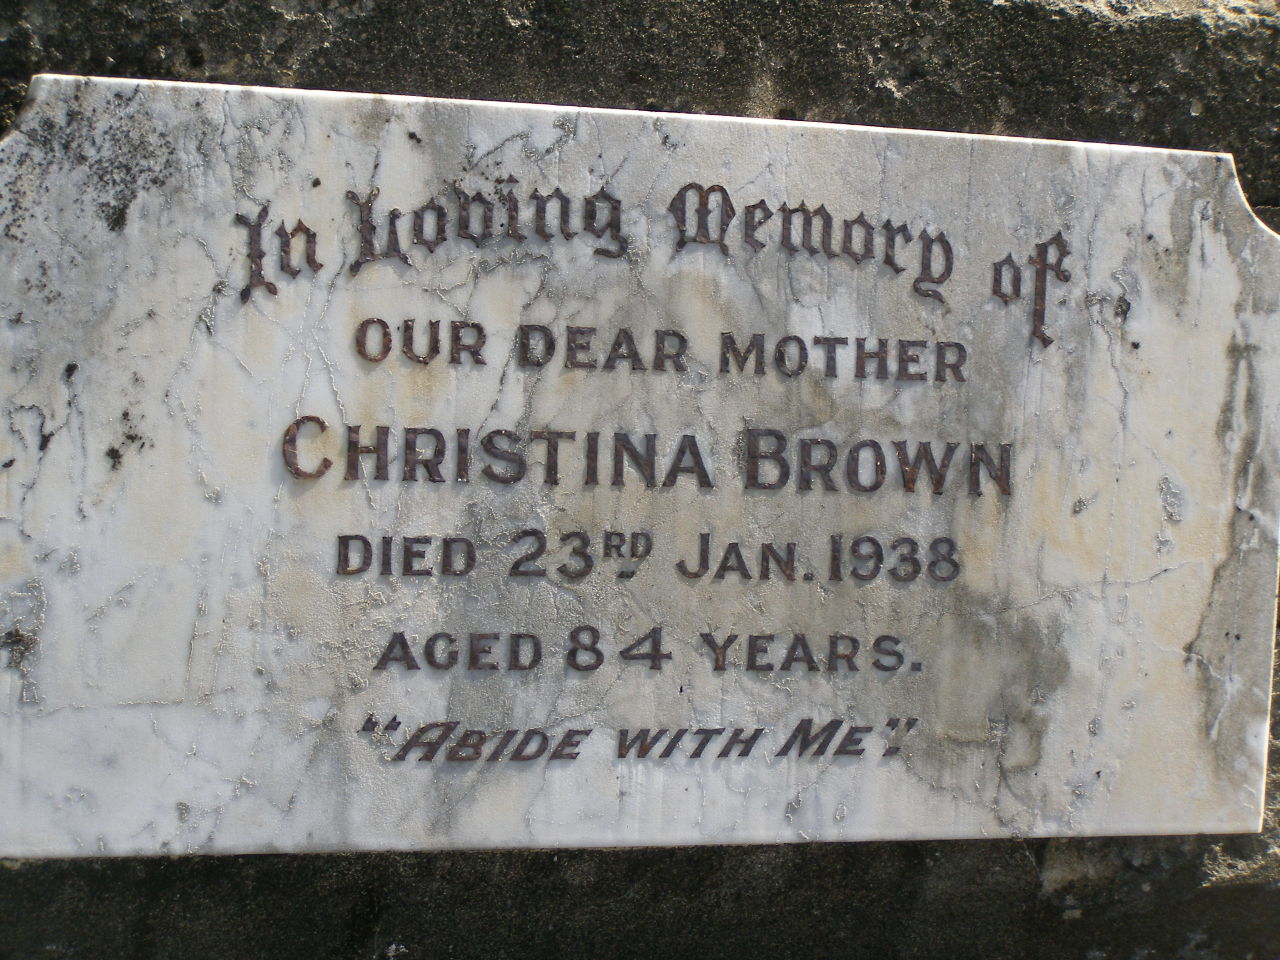 In Loving Memory of
OUR DEAR MOTHER
CHRISTINA BROWN
DIED 23RD JAN. 1938
AGED 84 YEARS.
"ABIDE WITH ME".